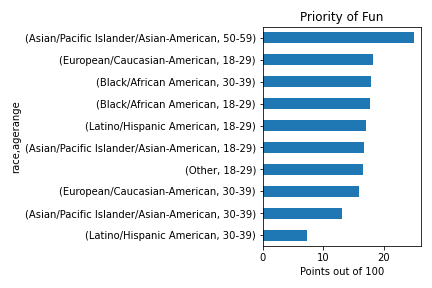 Priority of Fun
(Asian/Pacific Islander/Asian-American, 50-59)
(European/Caucasian-American, 18-29)
(Black/African American, 30-39)
(Black/African American, 18-29)
(Latino/Hispanic American, 18-29)
(Asian/Pacific Islander/Asian-American, 18-29)
(Other, 18-29)
(European/Caucasian-American, 30-39)
(Asian/Pacific Islander/Asian-American, 30-39)
(Latino/Hispanic American, 30-39)
race,agerange
0 10 20
Points out of 100